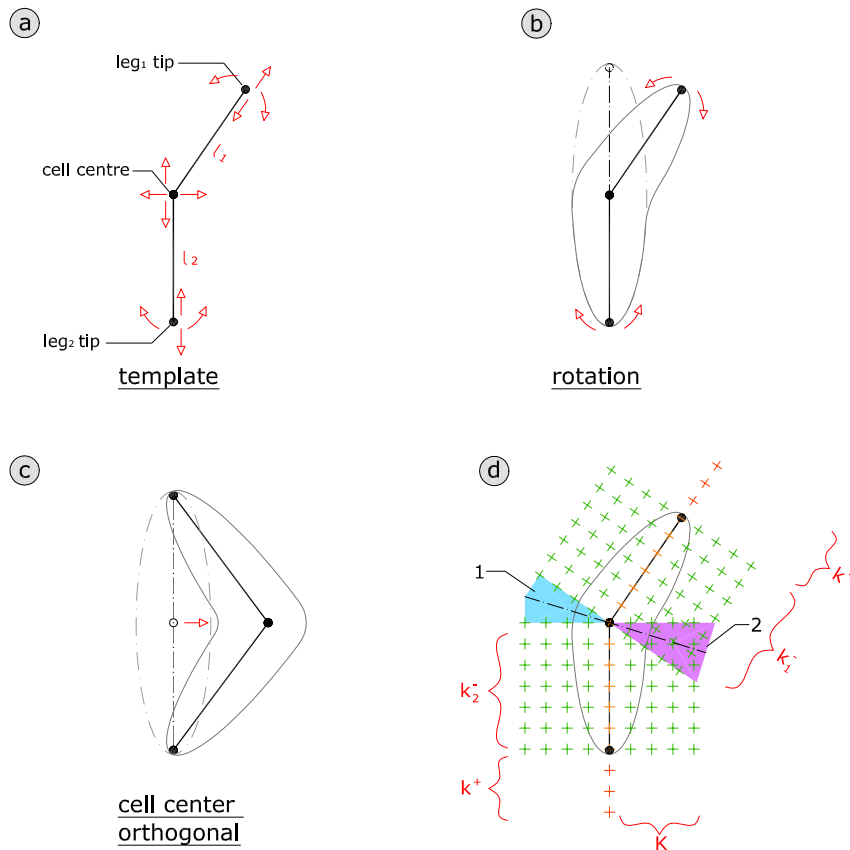 a
leg₁ tip
l₁
cell centre
l₂
leg₂ tip
template
b
rotation
c
cell center
orthogonal
d
1
2
k⁺
k₁⁻
k₂⁻
k⁺
K